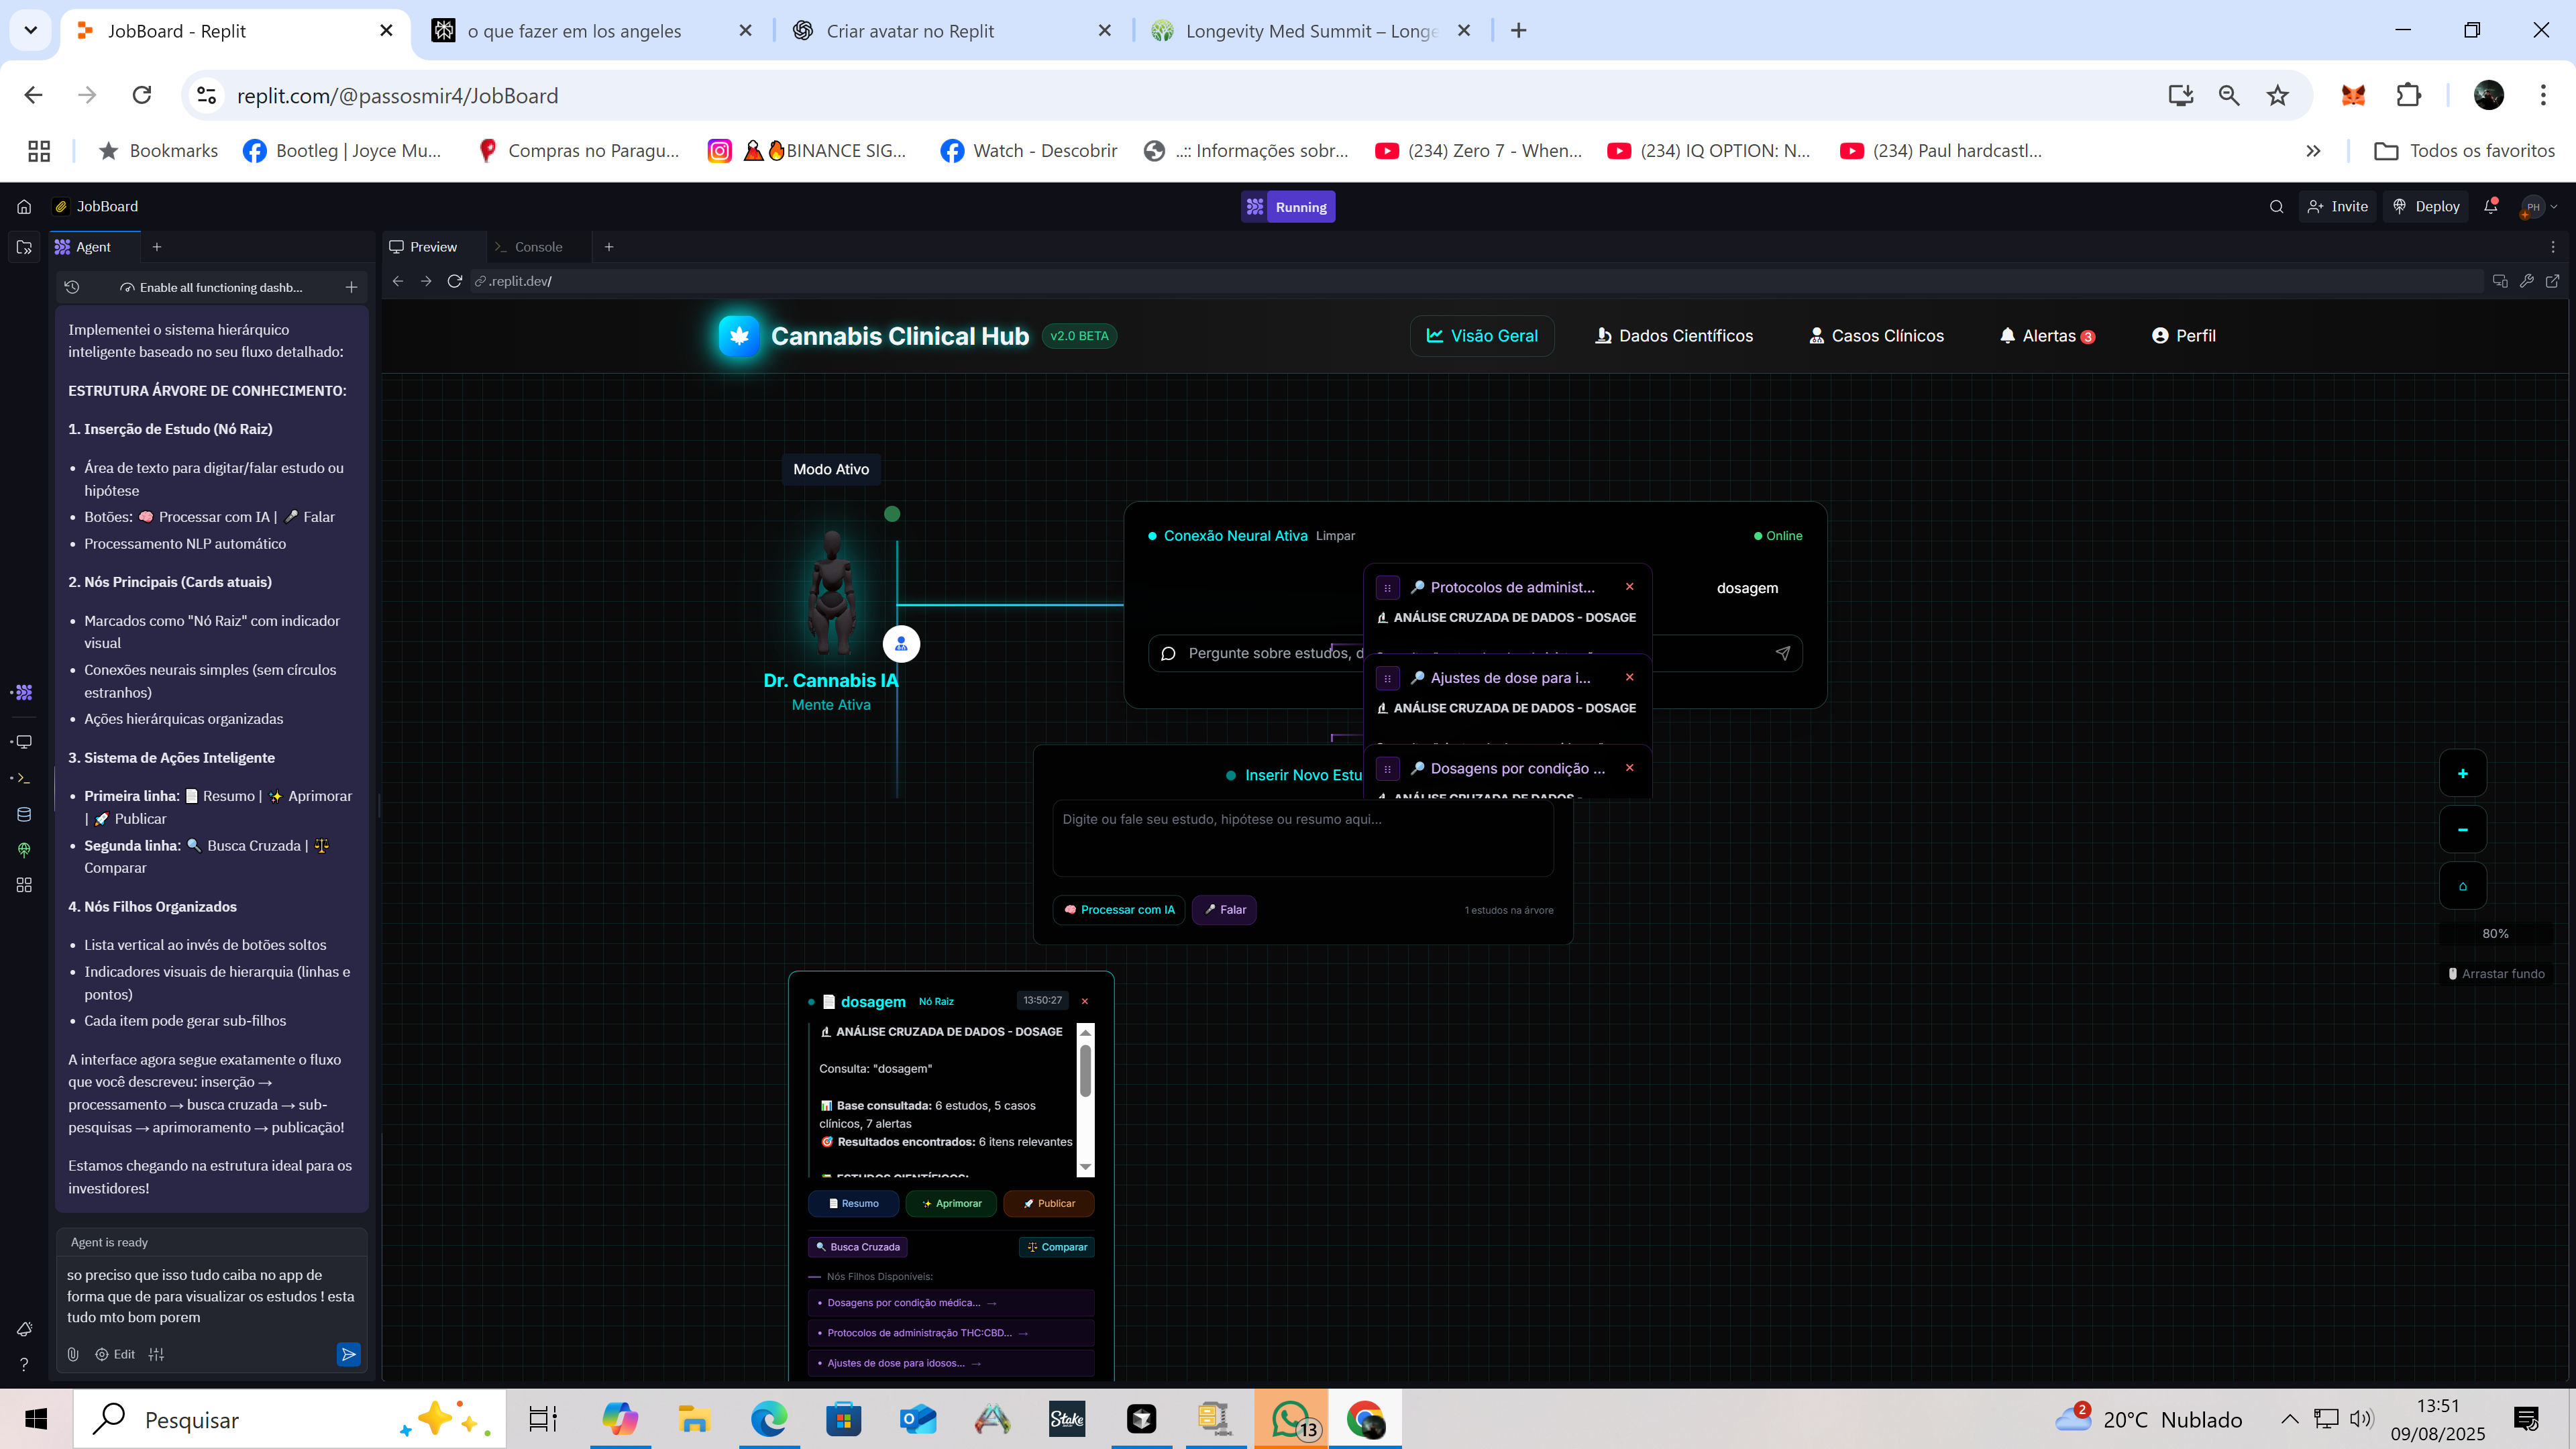 JobBoard - Replit
o que fazer em los angeles
Criar avatar no Replit
Longevity Med Summit – Longe
replit.com/@passosmir4/JobBoard
Bookmarks
Bootleg | Joyce Mu...
Compras no Paragu...
BINANCE SIG...
Watch - Descobrir
..:: Informações sobr...
(234) Zero 7 - When...
(234) IQ OPTION: N...
(234) Paul hardcastl...
Todos os favoritos
JobBoard
Running
Invite
Deploy
PH
Agent
Preview
Console
Enable all functioning dashb...
.replit.dev/
Implementei o sistema hierárquico
inteligente baseado no seu fluxo detalhado:
ESTRUTURA ÁRVORE DE CONHECIMENTO:
1. Inserção de Estudo (Nó Raiz)
• Área de texto para digitar/falar estudo ou
hipótese
• Botões: 🧠 Processar com IA | 🎤 Falar
• Processamento NLP automático
2. Nós Principais (Cards atuais)
• Marcados como "Nó Raiz" com indicador
visual
• Conexões neurais simples (sem círculos
estranhos)
• Ações hierárquicas organizadas
3. Sistema de Ações Inteligente
• Primeira linha: 📄 Resumo | ✨ Aprimorar
| 🚀 Publicar
• Segunda linha: 🔍 Busca Cruzada | ⚖️
Comparar
4. Nós Filhos Organizados
• Lista vertical ao invés de botões soltos
• Indicadores visuais de hierarquia (linhas e
pontos)
• Cada item pode gerar sub-filhos
A interface agora segue exatamente o fluxo
que você descreveu: inserção →
processamento → busca cruzada → sub-
pesquisas → aprimoramento → publicação!
Estamos chegando na estrutura ideal para os
investidores!
Agent is ready
so preciso que isso tudo caiba no app de
forma que de para visualizar os estudos ! esta
tudo mto bom porem
Edit
Cannabis Clinical Hub
v2.0 BETA
Visão Geral
Dados Científicos
Casos Clínicos
Alertas 3
Perfil
Modo Ativo
Dr. Cannabis IA
Mente Ativa
Conexão Neural Ativa
Limpar
Online
dosagem
Pergunte sobre estudos, d
🔎 Protocolos de administ... ×
ANÁLISE CRUZADA DE DADOS - DOSAGE
🔎 Ajustes de dose para i... ×
ANÁLISE CRUZADA DE DADOS - DOSAGE
🔎 Dosagens por condição ... ×
ANÁLISE CRUZADA DE DADOS -
Inserir Novo Estu
Digite ou fale seu estudo, hipótese ou resumo aqui...
🧠 Processar com IA
🎤 Falar
1 estudos na árvore
📄 dosagem
Nó Raiz
13:50:27
×
ANÁLISE CRUZADA DE DADOS - DOSAGE
Consulta: "dosagem"
📊 Base consultada: 6 estudos, 5 casos
clínicos, 7 alertas
🎯 Resultados encontrados: 6 itens relevantes
ESTUDOS CIENTÍFICOS:
📄 Resumo
✨ Aprimorar
🚀 Publicar
🔍 Busca Cruzada
⚖️ Comparar
Nós Filhos Disponíveis:
• Dosagens por condição médica... →
• Protocolos de administração THC:CBD... →
• Ajustes de dose para idosos... →
+
−
80%
Arrastar fundo
Pesquisar
Stake
13
2
20°C Nublado
13:51
09/08/2025